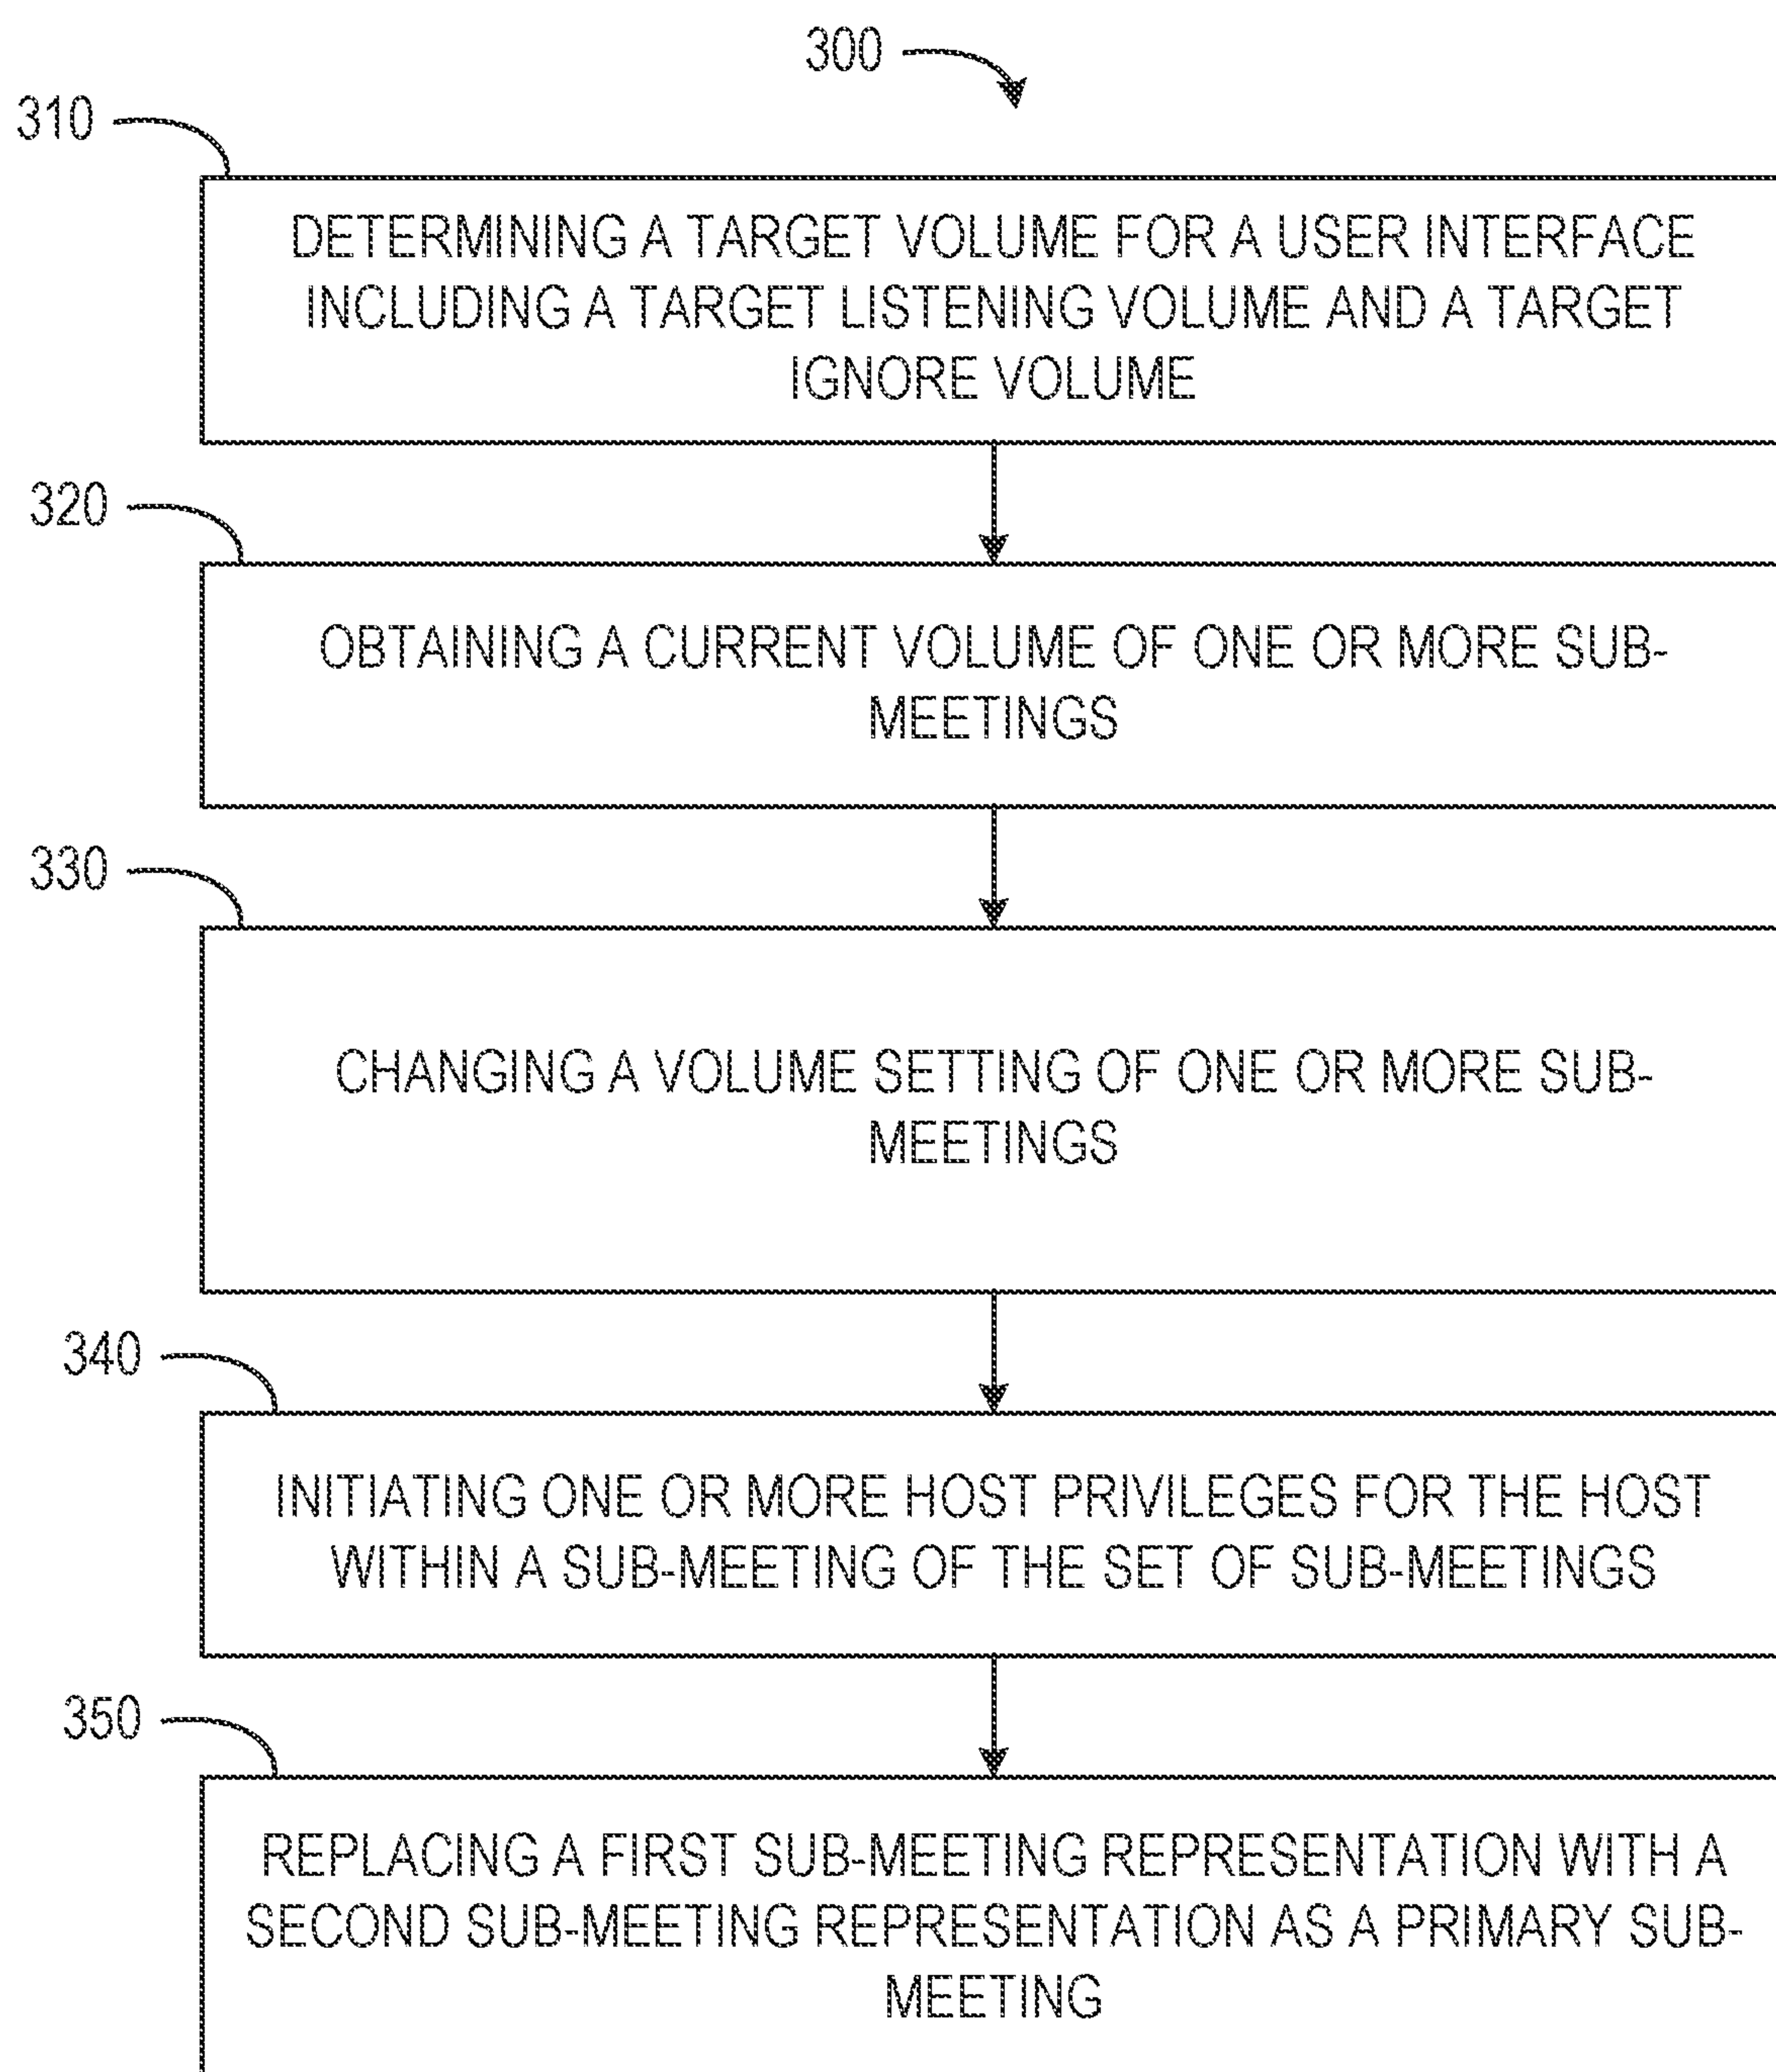 300
310
DETERMINING A TARGET VOLUME FOR A USER INTERFACE
INCLUDING A TARGET LISTENING VOLUME AND A TARGET
IGNORE VOLUME
320
OBTAINING A CURRENT VOLUME OF ONE OR MORE SUB-
MEETINGS
330
CHANGING A VOLUME SETTING OF ONE OR MORE SUB-
MEETINGS
340
INITIATING ONE OR MORE HOST PRIVILEGES FOR THE HOST
WITHIN A SUB-MEETING OF THE SET OF SUB-MEETINGS
350
REPLACING A FIRST SUB-MEETING REPRESENTATION WITH A
SECOND SUB-MEETING REPRESENTATION AS A PRIMARY SUB-
MEETING